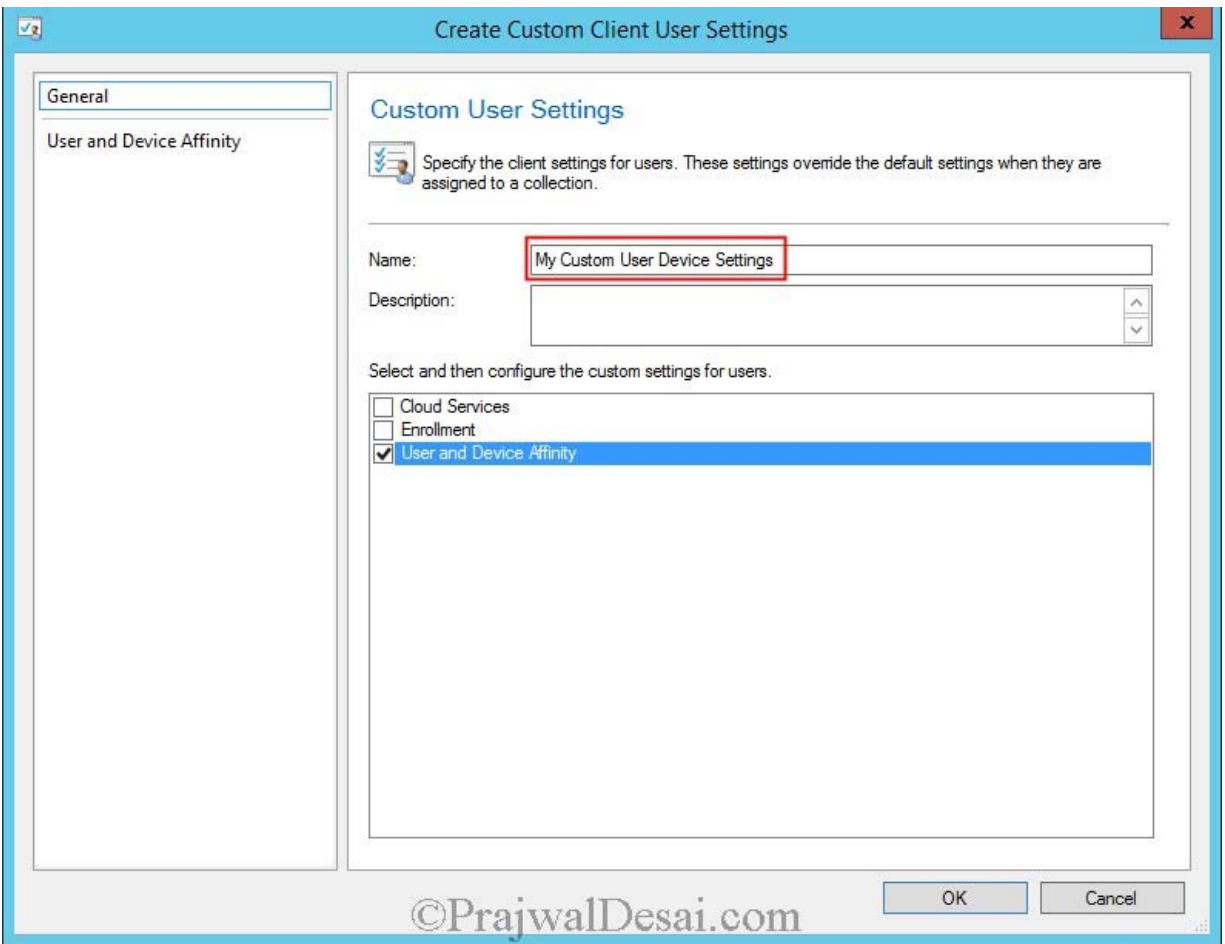 Create Custom Client User Settings
x
General
User and Device Affinity
Custom User Settings
Specify the client settings for users. These settings override the default settings when they are
assigned to a collection.
Name:
My Custom User Device Settings
Description:
Select and then configure the custom settings for users.
Cloud Services
Enrollment
User and Device Affinity
OK
Cancel
©PrajwalDesai.com